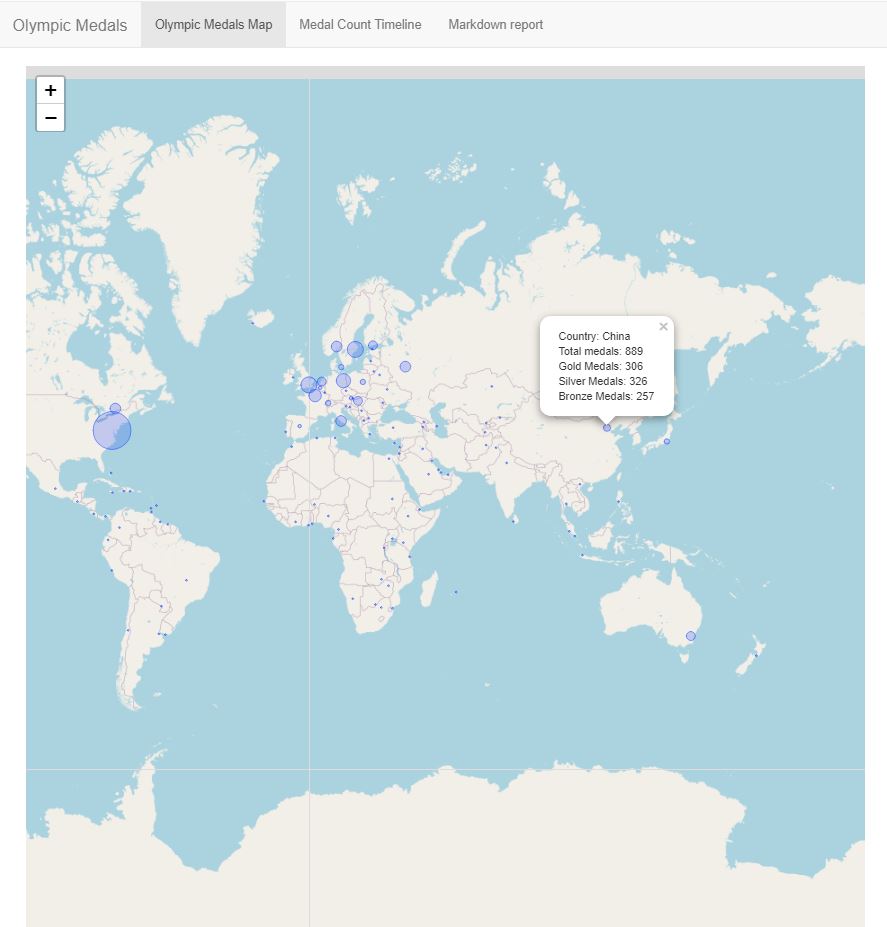 Olympic Medals
Olympic Medals Map
Medal Count Timeline
Markdown report
+
−
×
Country: China
Total medals: 889
Gold Medals: 306
Silver Medals: 326
Bronze Medals: 257